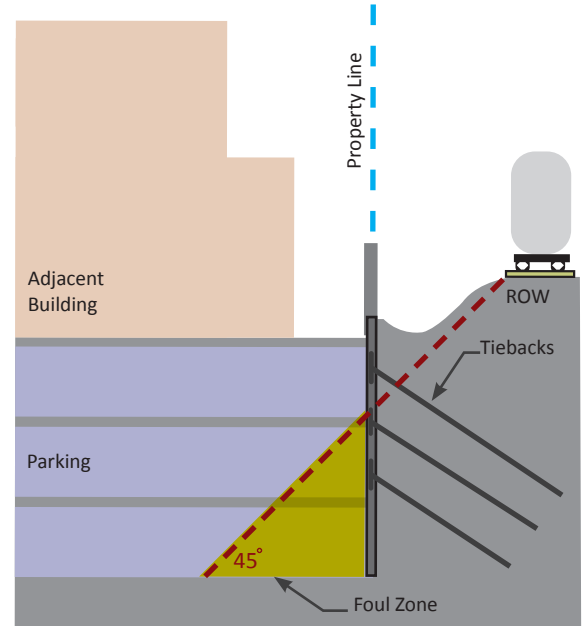 Property Line
Adjacent
Building
ROW
Tiebacks
Parking
45°
Foul Zone